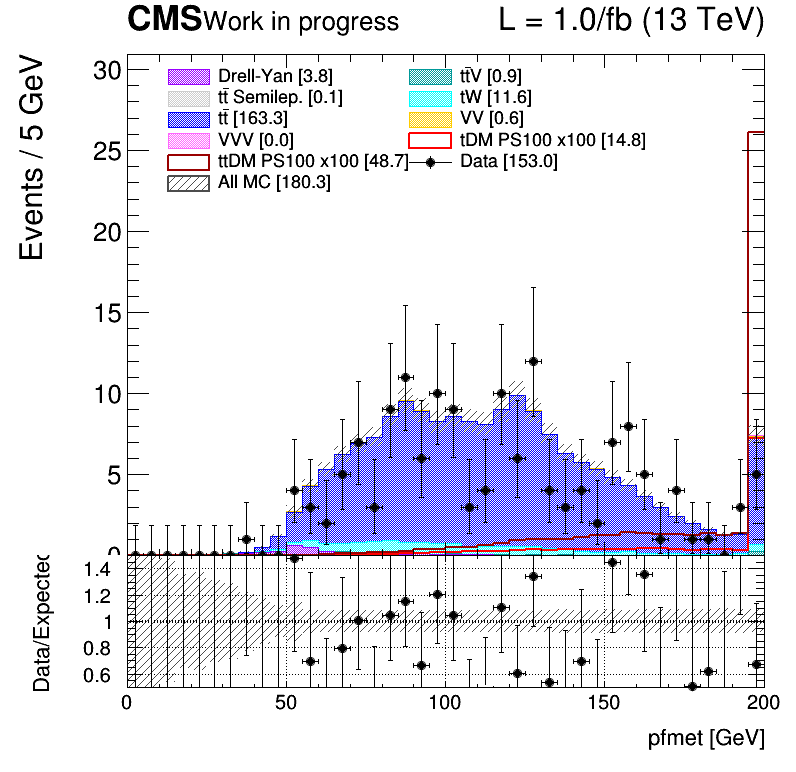 CMS Work in progress L = 1.0/fb (13 TeV)
Events / 5 GeV
30
25
20
15
10
5
0
Drell-Yan [3.8] tt̄V [0.9]
tt̄ Semilep. [0.1] tW [11.6]
tt̄ [163.3] VV [0.6]
VVV [0.0] tDM PS100 x100 [14.8]
ttDM PS100 x100 [48.7] Data [153.0]
All MC [180.3]
Data/Expected
1.4
1.2
1
0.8
0.6
0 50 100 150 200
pfmet [GeV]